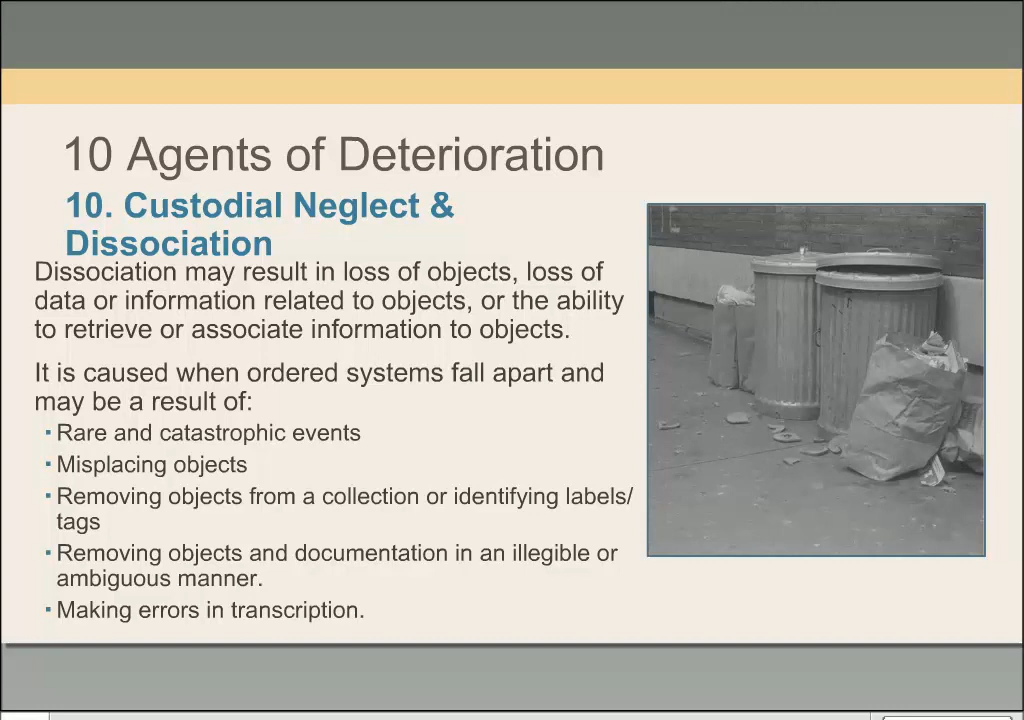 10 Agents of Deterioration
10. Custodial Neglect &
Dissociation
Dissociation may result in loss of objects, loss of
data or information related to objects, or the ability
to retrieve or associate information to objects.
It is caused when ordered systems fall apart and
may be a result of:
▪ Rare and catastrophic events
▪ Misplacing objects
▪ Removing objects from a collection or identifying labels/
tags
▪ Removing objects and documentation in an illegible or
ambiguous manner.
▪ Making errors in transcription.